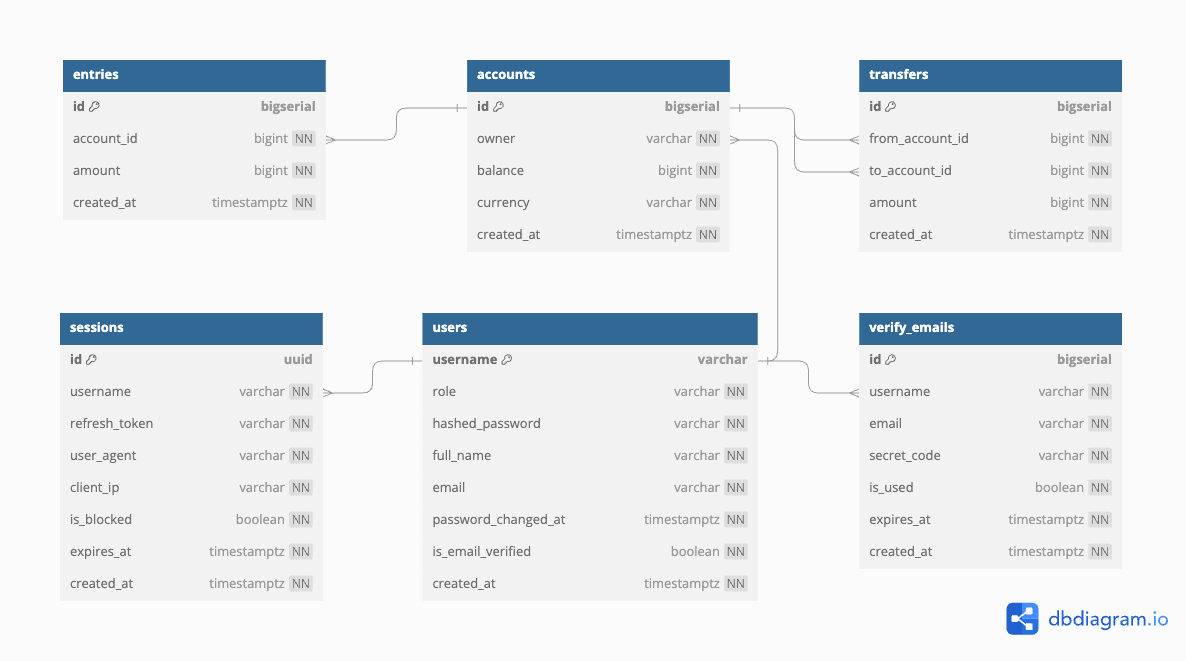 entries
id bigserial
account_id bigint NN
amount bigint NN
created_at timestamptz NN
accounts
id bigserial
owner varchar NN
balance bigint NN
currency varchar NN
created_at timestamptz NN
transfers
id bigserial
from_account_id bigint NN
to_account_id bigint NN
amount bigint NN
created_at timestamptz NN
sessions
id uuid
username varchar NN
refresh_token varchar NN
user_agent varchar NN
client_ip varchar NN
is_blocked boolean NN
expires_at timestamptz NN
created_at timestamptz NN
users
username varchar
role varchar NN
hashed_password varchar NN
full_name varchar NN
email varchar NN
password_changed_at timestamptz NN
is_email_verified boolean NN
created_at timestamptz NN
verify_emails
id bigserial
username varchar NN
email varchar NN
secret_code varchar NN
is_used boolean NN
expires_at timestamptz NN
created_at timestamptz NN
dbdiagram.io